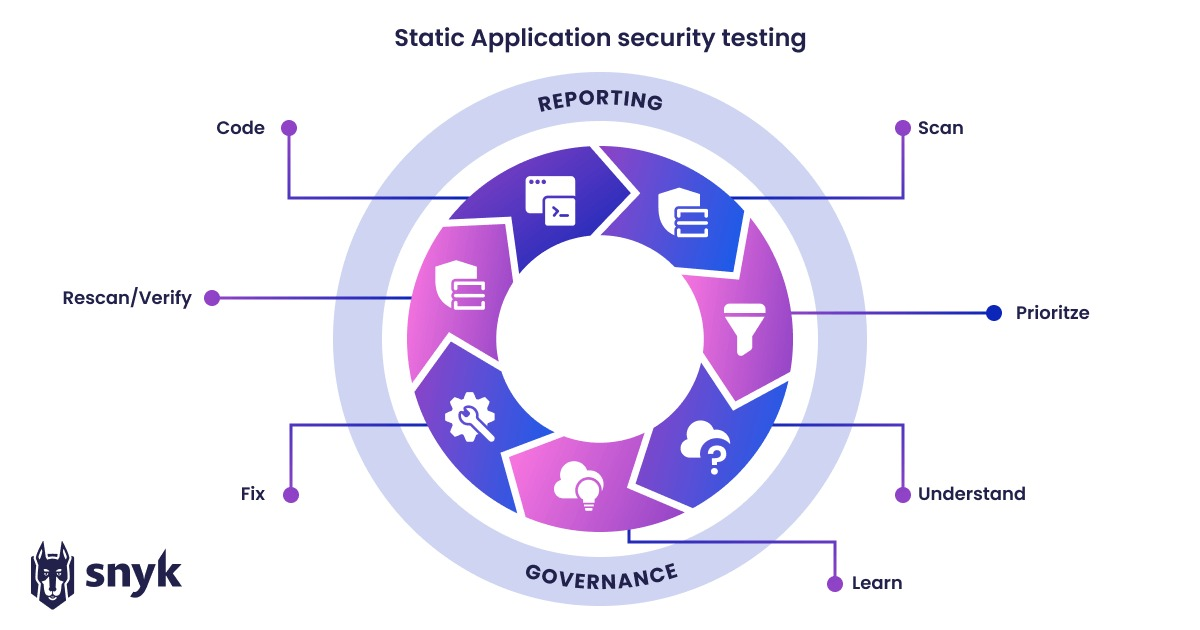 Static Application security testing
REPORTING
Code
Scan
Rescan/Verify
Prioritze
Fix
Understand
GOVERNANCE
Learn
snyk